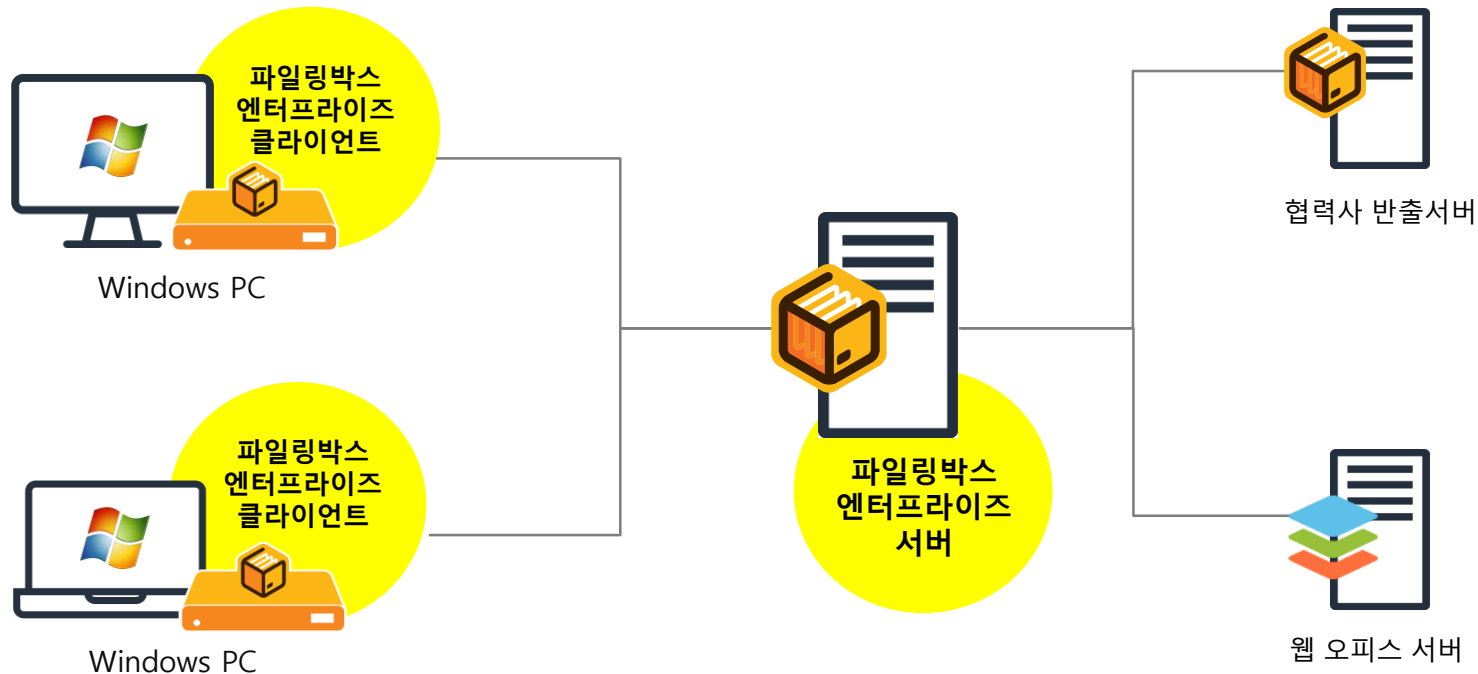 파일링박스
엔터프라이즈
클라이언트
Windows PC
파일링박스
엔터프라이즈
클라이언트
Windows PC
파일링박스
엔터프라이즈
서버
협력사 반출서버
웹 오피스 서버